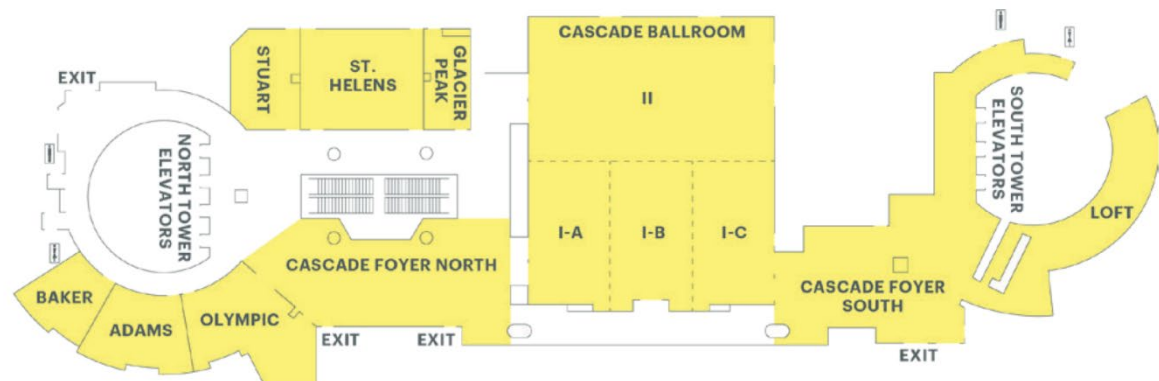 CASCADE BALLROOM
STUART
ST.
HELENS
GLACIER
PEAK
EXIT
II
NORTH TOWER
ELEVATORS
SOUTH TOWER
ELEVATORS
LOFT
I-A
I-B
I-C
CASCADE FOYER NORTH
CASCADE FOYER
SOUTH
BAKER
ADAMS
OLYMPIC
EXIT
EXIT
EXIT